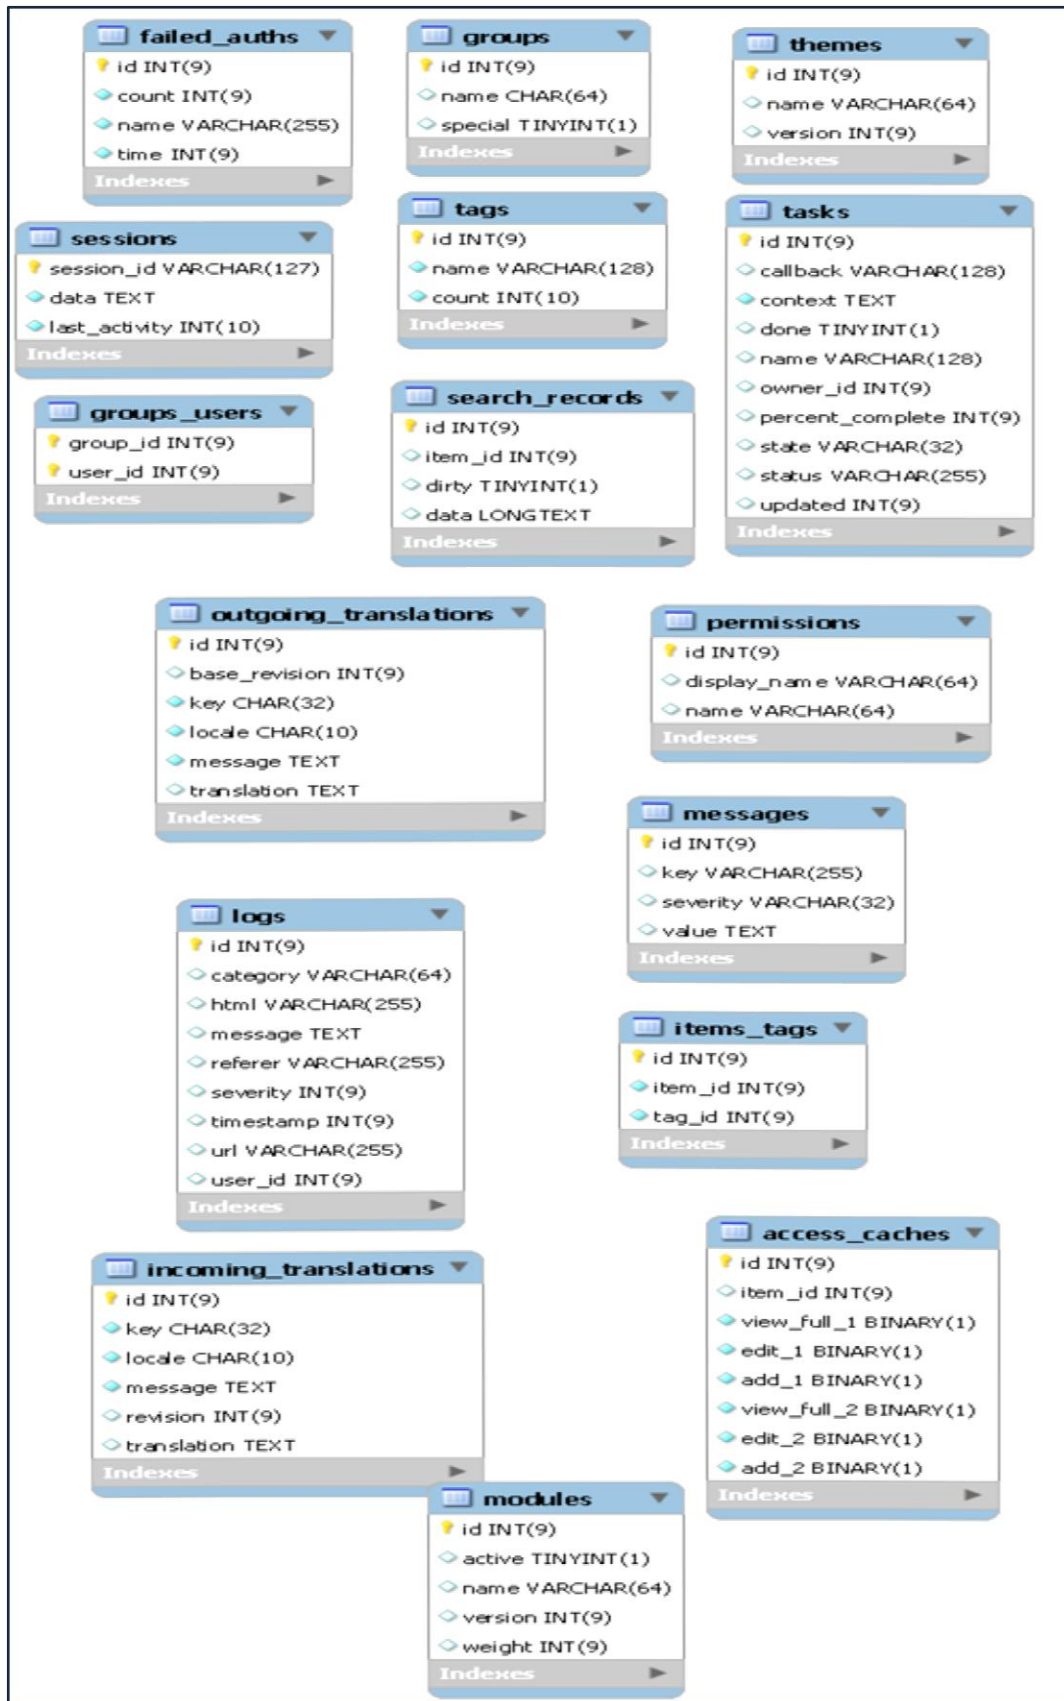 failed_auths
id INT(9)
count INT(9)
name VARCHAR(255)
time INT(9)
Indexes
groups
id INT(9)
name CHAR(64)
special TINYINT(1)
Indexes
themes
id INT(9)
name VARCHAR(64)
version INT(9)
Indexes
sessions
session_id VARCHAR(127)
data TEXT
last_activity INT(10)
Indexes
tags
id INT(9)
name VARCHAR(128)
count INT(10)
Indexes
tasks
id INT(9)
callback VARCHAR(128)
context TEXT
done TINYINT(1)
name VARCHAR(128)
owner_id INT(9)
percent_complete INT(9)
state VARCHAR(32)
status VARCHAR(255)
updated INT(9)
Indexes
groups_users
group_id INT(9)
user_id INT(9)
Indexes
search_records
id INT(9)
item_id INT(9)
dirty TINYINT(1)
data LONGTEXT
Indexes
outgoing_translations
id INT(9)
base_revision INT(9)
key CHAR(32)
locale CHAR(10)
message TEXT
translation TEXT
Indexes
permissions
id INT(9)
display_name VARCHAR(64)
name VARCHAR(64)
Indexes
messages
id INT(9)
key VARCHAR(255)
severity VARCHAR(32)
value TEXT
Indexes
logs
id INT(9)
category VARCHAR(64)
html VARCHAR(255)
message TEXT
referer VARCHAR(255)
severity INT(9)
timestamp INT(9)
url VARCHAR(255)
user_id INT(9)
Indexes
items_tags
id INT(9)
item_id INT(9)
tag_id INT(9)
Indexes
access_caches
id INT(9)
item_id INT(9)
view_full_1 BINARY(1)
edit_1 BINARY(1)
add_1 BINARY(1)
view_full_2 BINARY(1)
edit_2 BINARY(1)
add_2 BINARY(1)
Indexes
incoming_translations
id INT(9)
key CHAR(32)
locale CHAR(10)
message TEXT
revision INT(9)
translation TEXT
Indexes
modules
id INT(9)
active TINYINT(1)
name VARCHAR(64)
version INT(9)
weight INT(9)
Indexes